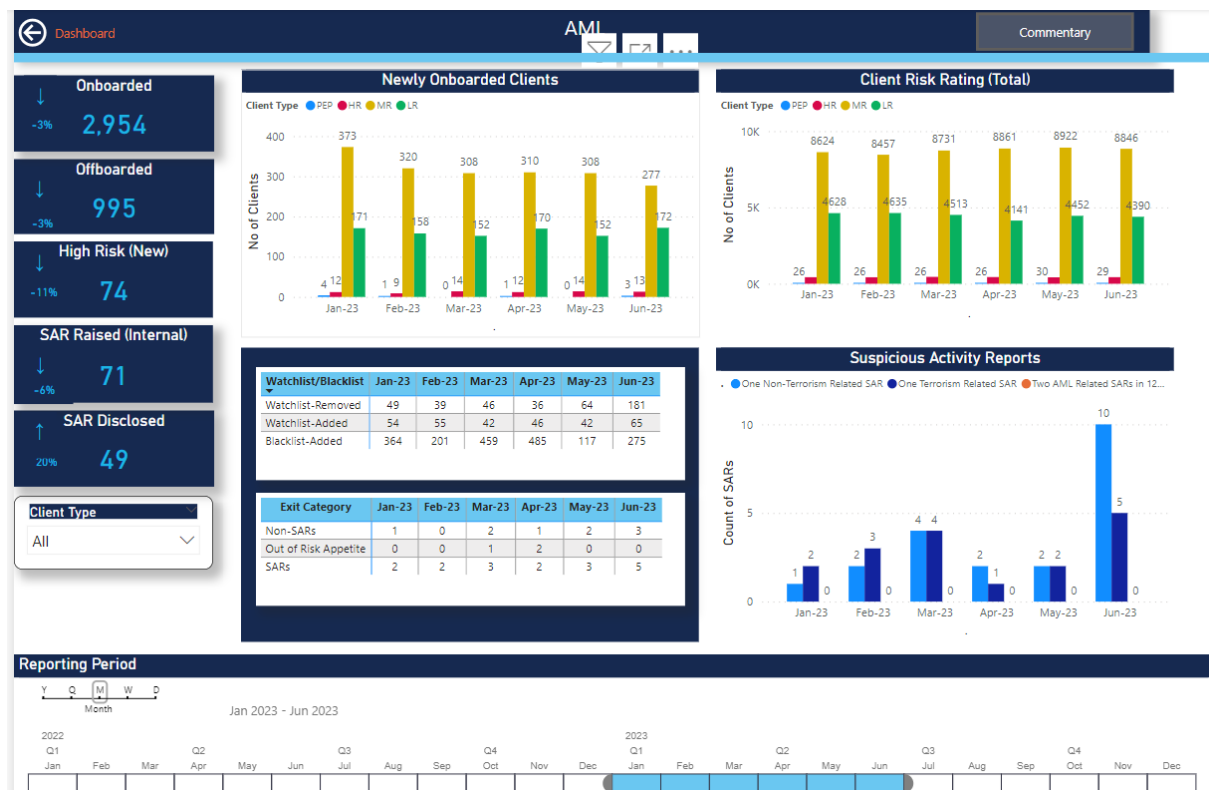 Dashboard
AML
Commentary
Onboarded
-3%
2,954
Offboarded
-3%
995
High Risk (New)
-11%
74
SAR Raised (Internal)
-6%
71
SAR Disclosed
20%
49
Client Type
All
Newly Onboarded Clients
Client Type PEP HR MR LR
No of Clients
400
300
200
100
0
373
320
308
310
308
277
171
158
152
170
152
172
4 12
1 9
0 14
1 12
0 14
3 13
Jan-23 Feb-23 Mar-23 Apr-23 May-23 Jun-23
Client Risk Rating (Total)
Client Type PEP HR MR LR
No of Clients
10K
5K
0K
8624
8457
8731
8861
8922
8846
4628
4635
4513
4141
4452
4390
26
26
26
26
30
29
Jan-23 Feb-23 Mar-23 Apr-23 May-23 Jun-23
Watchlist/Blacklist Jan-23 Feb-23 Mar-23 Apr-23 May-23 Jun-23
Watchlist-Removed 49 39 46 36 64 181
Watchlist-Added 54 55 42 46 42 65
Blacklist-Added 364 201 459 485 117 275
Exit Category Jan-23 Feb-23 Mar-23 Apr-23 May-23 Jun-23
Non-SARs 1 0 2 1 2 3
Out of Risk Appetite 0 0 1 2 0 0
SARs 2 2 3 2 3 5
Suspicious Activity Reports
. One Non-Terrorism Related SAR One Terrorism Related SAR Two AML Related SARs in 12...
Count of SARs
10
5
0
1 2 0
2 3 0
4 4 0
2 1 0
2 2 0
10 5 0
Jan-23 Feb-23 Mar-23 Apr-23 May-23 Jun-23
Reporting Period
Y Q M W D
Month
Jan 2023 - Jun 2023
2022 2023
Q1 Q2 Q3 Q4 Q1 Q2 Q3 Q4
Jan Feb Mar Apr May Jun Jul Aug Sep Oct Nov Dec Jan Feb Mar Apr May Jun Jul Aug Sep Oct Nov Dec